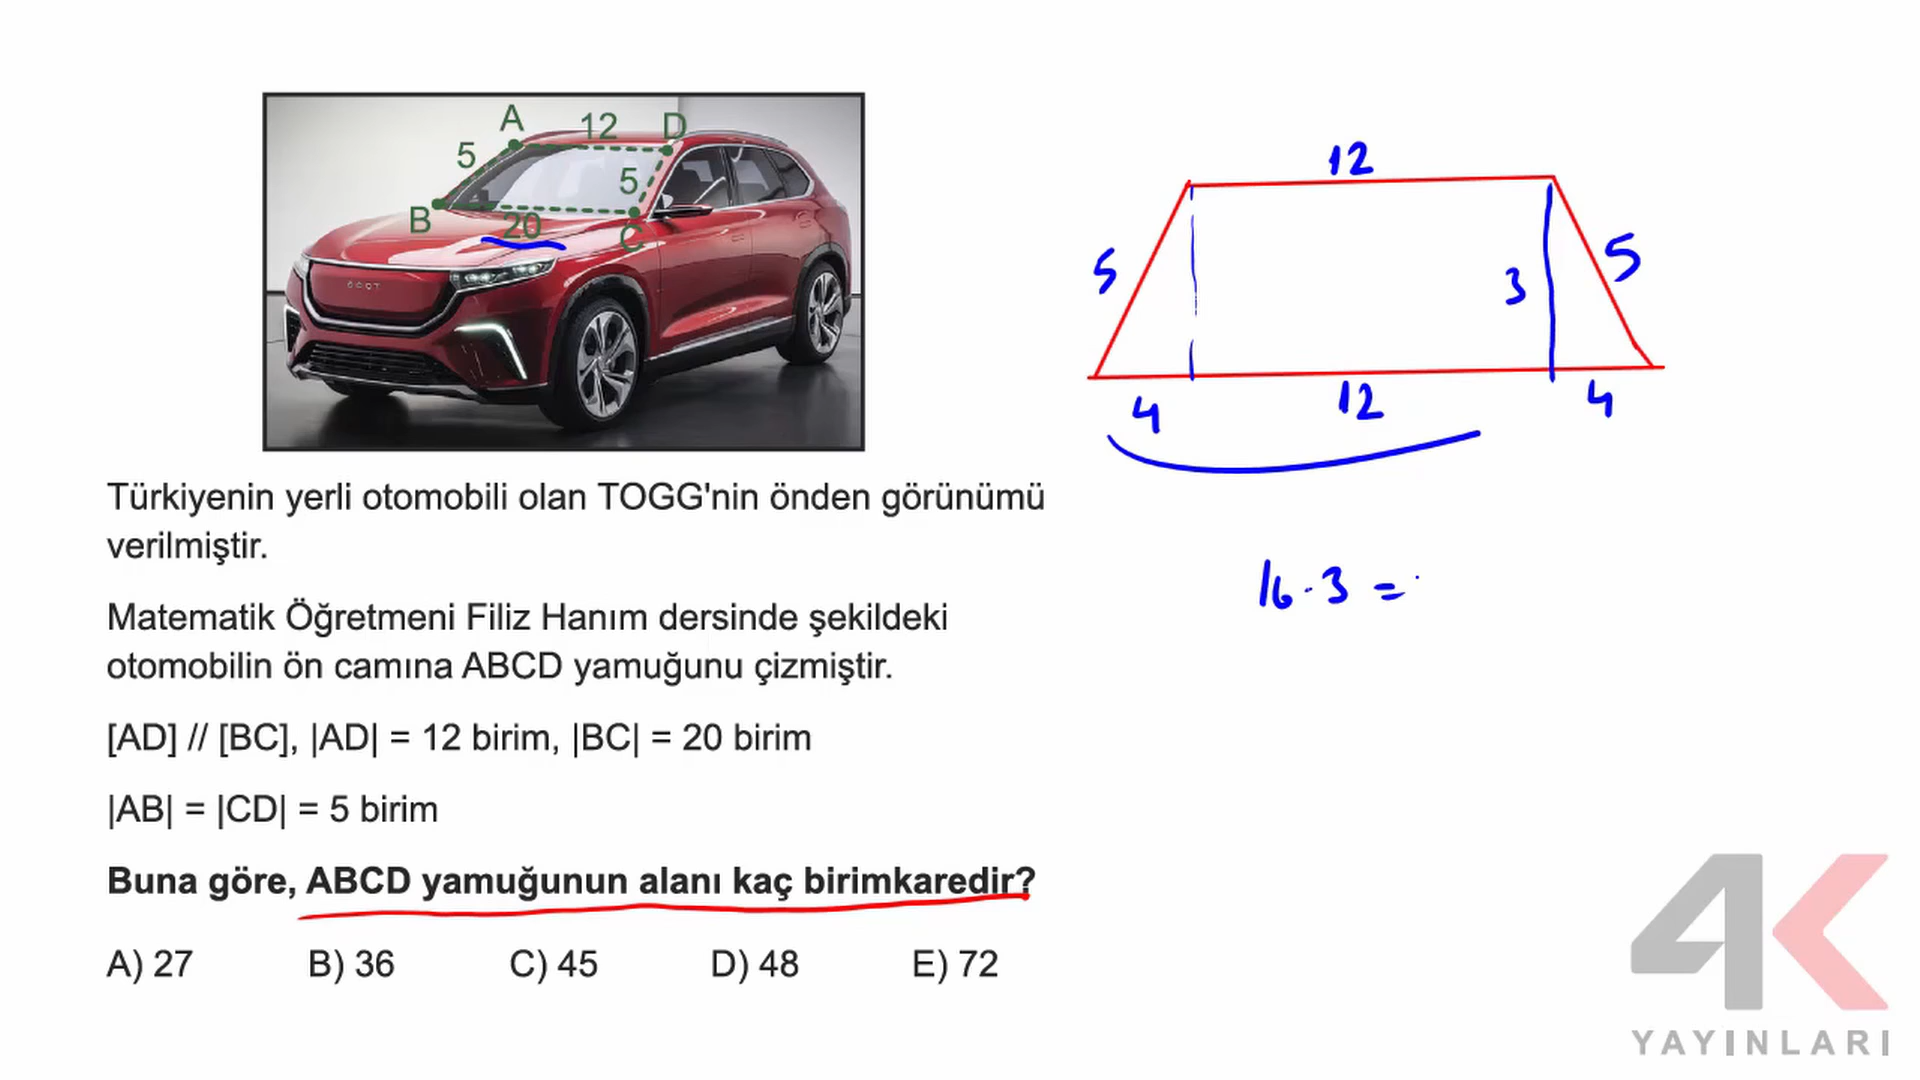 A 12 D
5
5
B 20 C
TOGG
12
5
3
5
4 12 4
16 · 3 =
Türkiyenin yerli otomobili olan TOGG'nin önden görünümü
verilmiştir.
Matematik Öğretmeni Filiz Hanım dersinde şekildeki
otomobilin ön camına ABCD yamuğunu çizmiştir.
[AD] // [BC], |AD| = 12 birim, |BC| = 20 birim
|AB| = |CD| = 5 birim
Buna göre, ABCD yamuğunun alanı kaç birimkaredir?
A) 27 B) 36 C) 45 D) 48 E) 72
4K
YAYINLARI